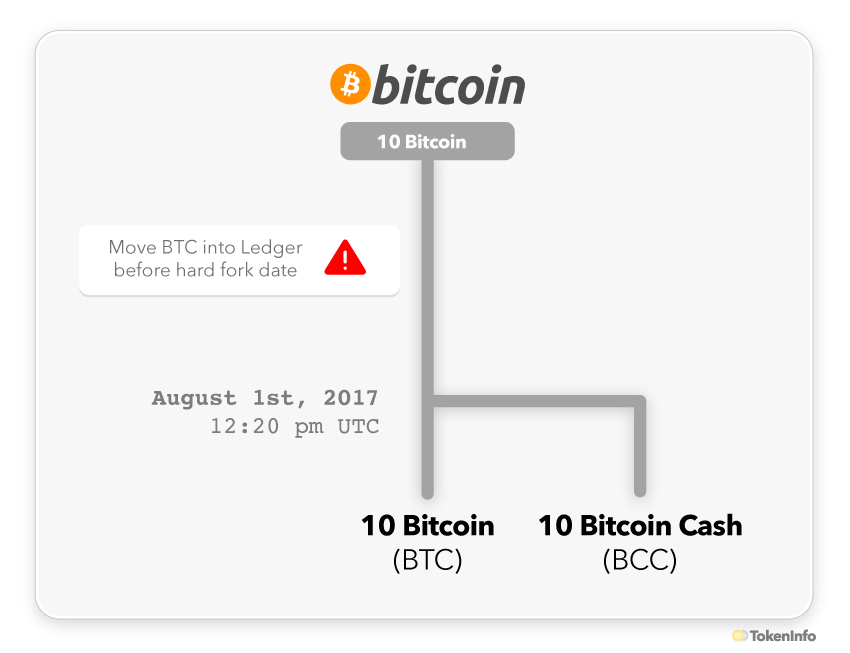 bitcoin
10 Bitcoin
Move BTC into Ledger
before hard fork date
August 1st, 2017
12:20 pm UTC
10 Bitcoin
(BTC)
10 Bitcoin Cash
(BCC)
TokenInfo